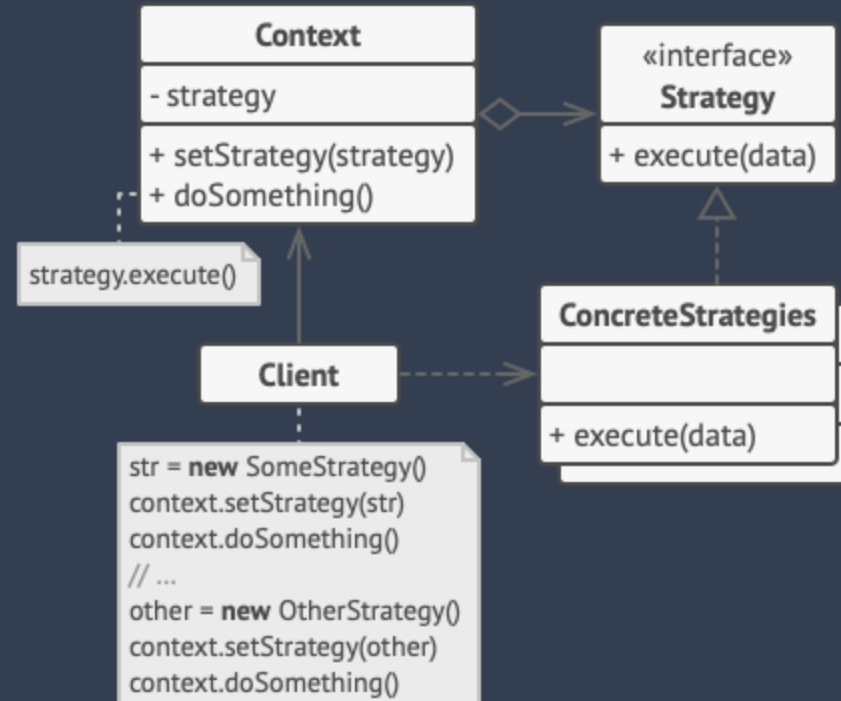 Context
- strategy
+ setStrategy(strategy)
+ doSomething()
«interface»
Strategy
+ execute(data)
strategy.execute()
Client
ConcreteStrategies
+ execute(data)
str = new SomeStrategy()
context.setStrategy(str)
context.doSomething()
// ...
other = new OtherStrategy()
context.setStrategy(other)
context.doSomething()